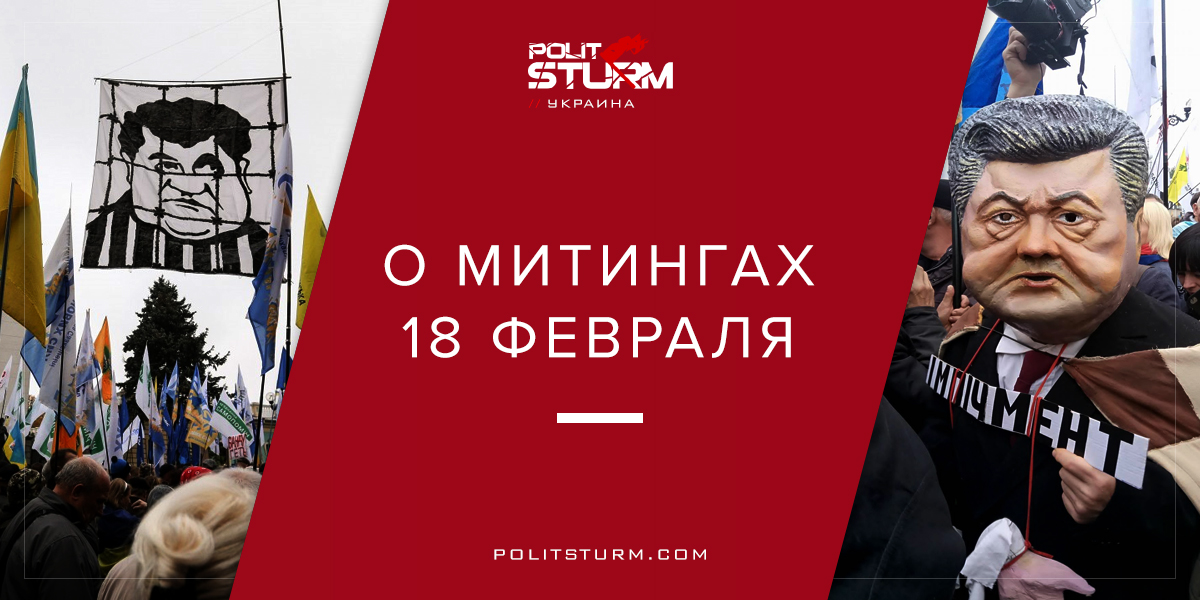 POLIT
STURM
// УКРАИНА
О МИТИНГАХ
18 ФЕВРАЛЯ
ІМПІЧМЕНТ
POLITSTURM.COM